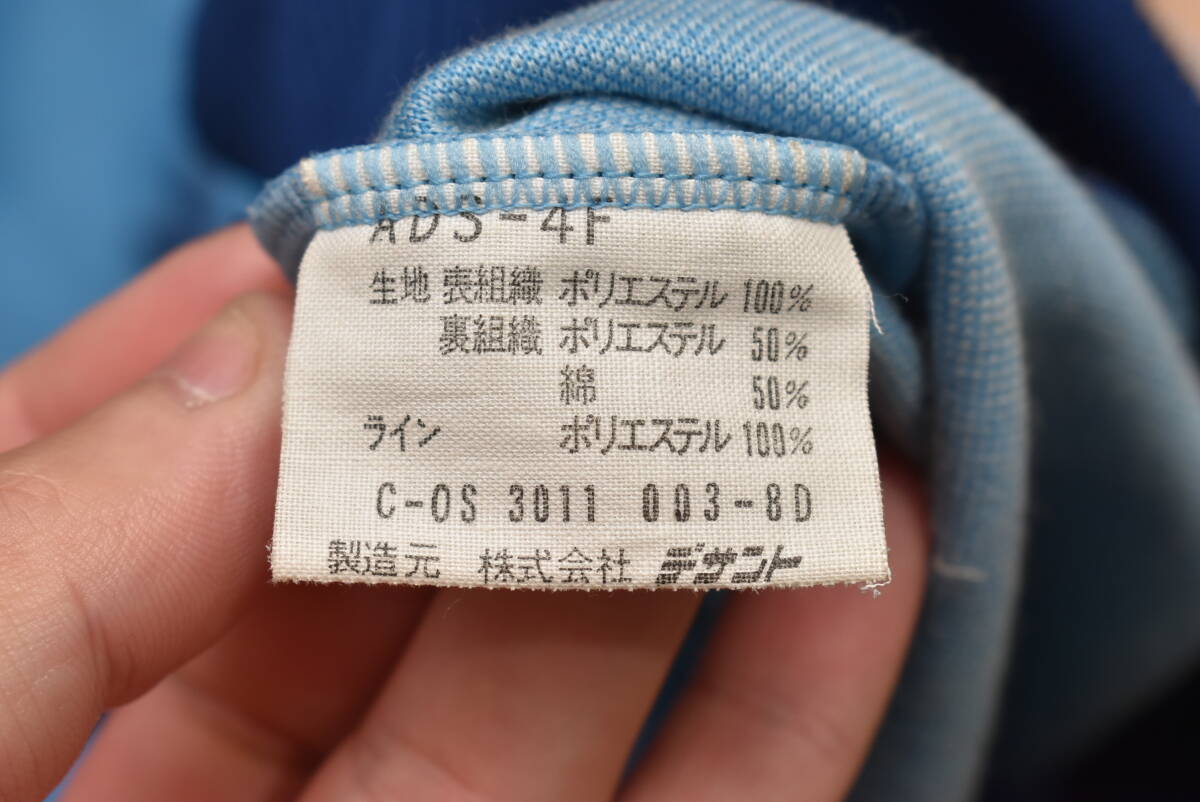 ADS-4F
生地 表組織 ポリエステル 100%
裏組織 ポリエステル 50%
綿 50%
ライン ポリエステル 100%
C-OS 3011 003-8D
製造元 株式会社 デサント